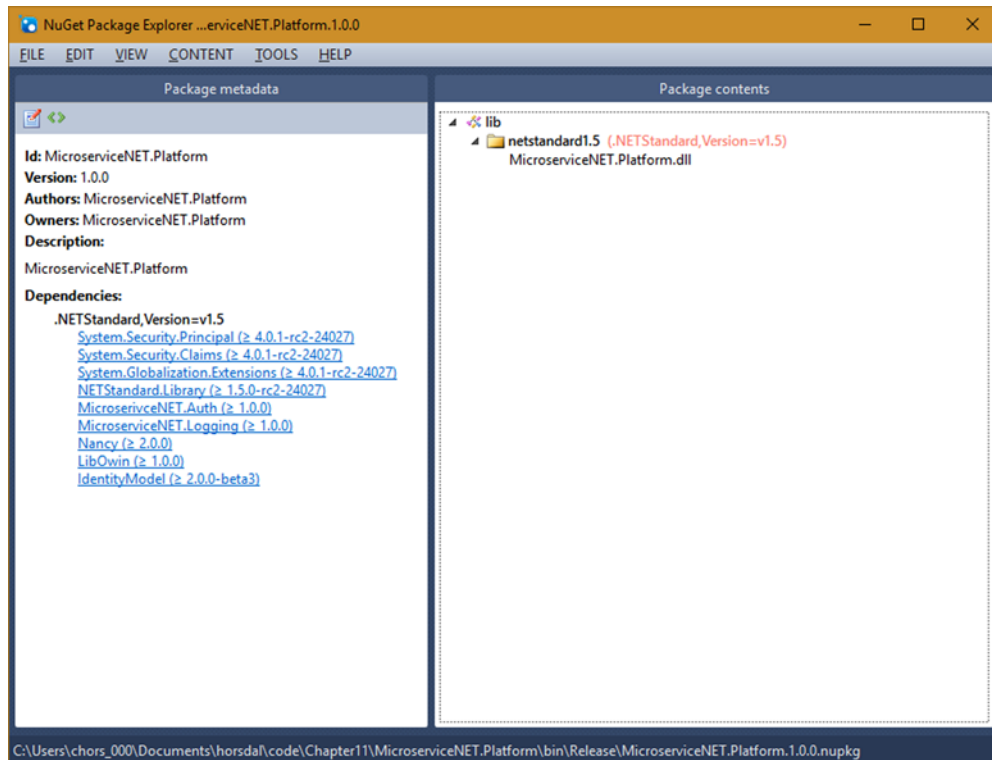 NuGet Package Explorer ...erviceNET.Platform.1.0.0
FILE EDIT VIEW CONTENT TOOLS HELP
Package metadata
Id: MicroserviceNET.Platform
Version: 1.0.0
Authors: MicroserviceNET.Platform
Owners: MicroserviceNET.Platform
Description:
MicroserviceNET.Platform
Dependencies:
.NETStandard,Version=v1.5
System.Security.Principal (≥ 4.0.1-rc2-24027)
System.Security.Claims (≥ 4.0.1-rc2-24027)
System.Globalization.Extensions (≥ 4.0.1-rc2-24027)
NETStandard.Library (≥ 1.5.0-rc2-24027)
MicroserivceNET.Auth (≥ 1.0.0)
MicroserviceNET.Logging (≥ 1.0.0)
Nancy (≥ 2.0.0)
LibOwin (≥ 1.0.0)
IdentityModel (≥ 2.0.0-beta3)
Package contents
lib
netstandard1.5 (.NETStandard,Version=v1.5)
MicroserviceNET.Platform.dll
C:\Users\chors_000\Documents\horsdal\code\Chapter11\MicroserviceNET.Platform\bin\Release\MicroserviceNET.Platform.1.0.0.nupkg